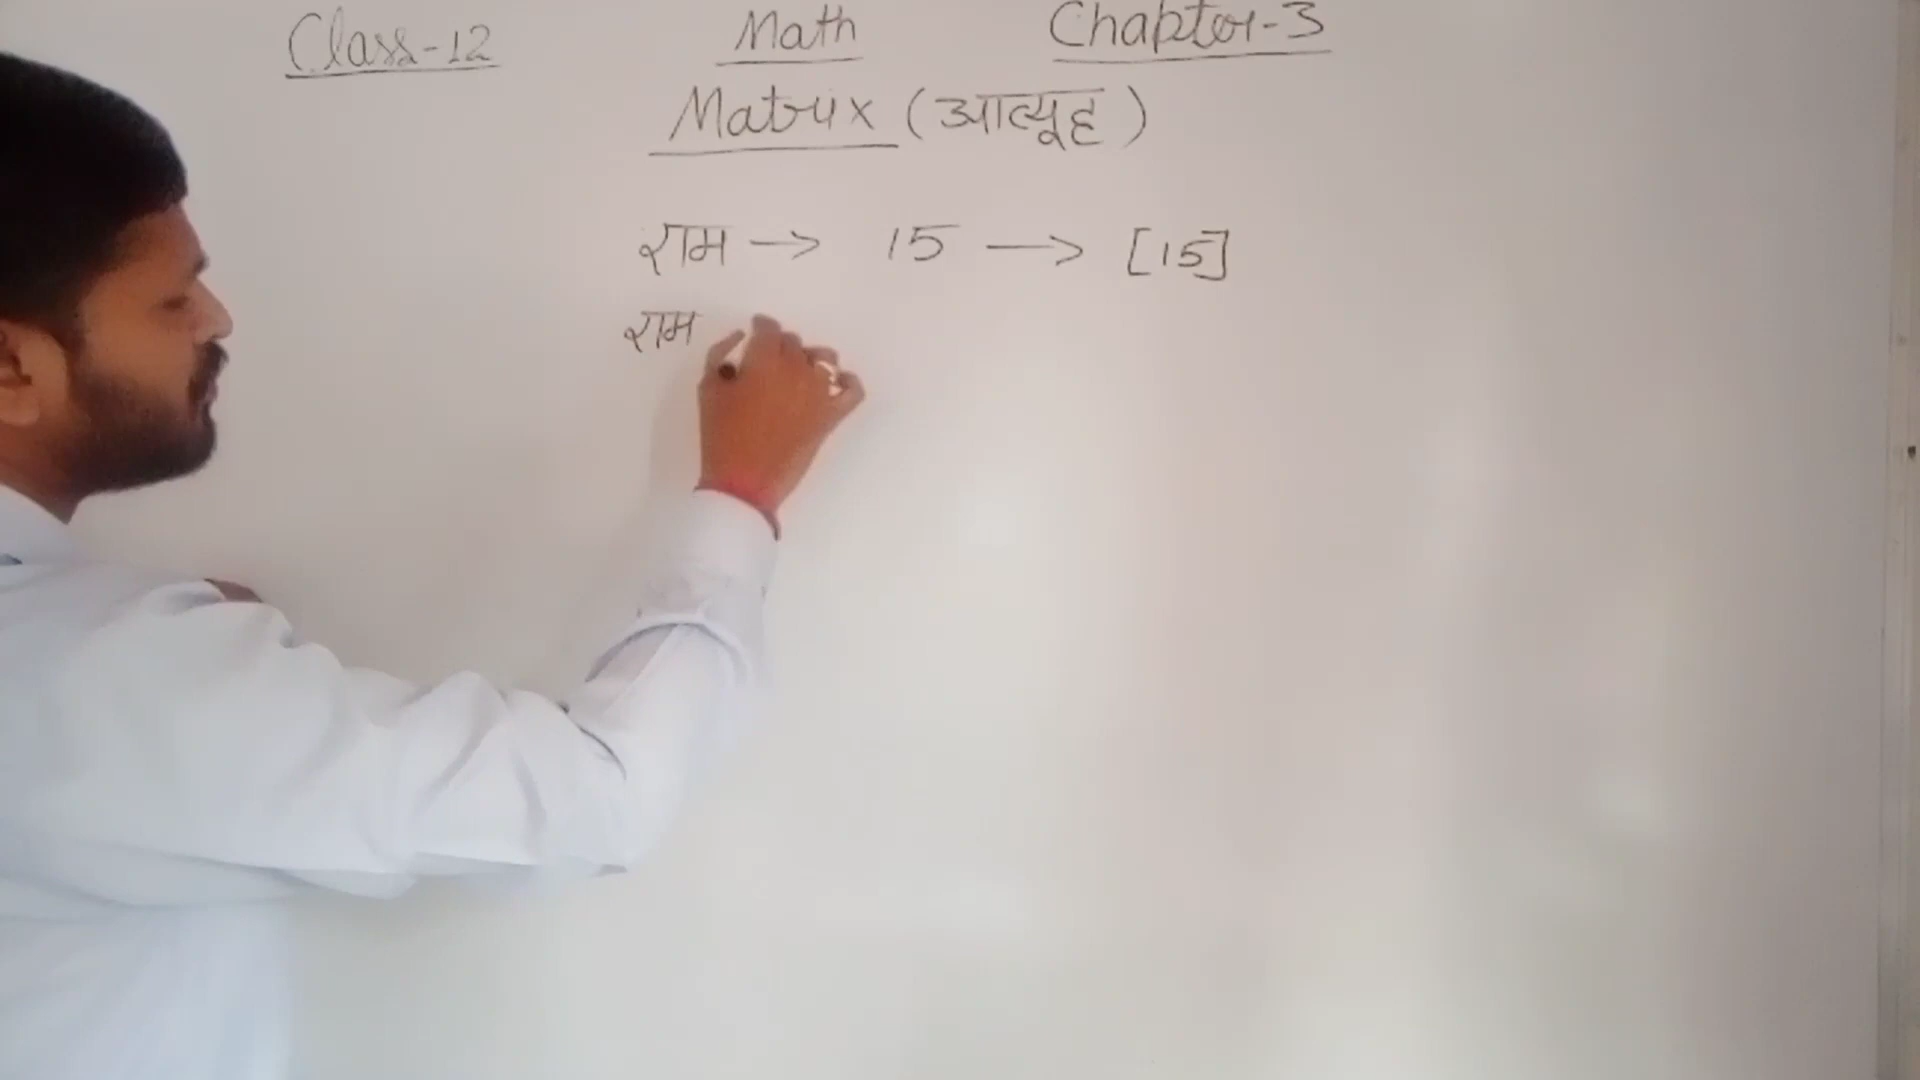 Class-12 Math Chapter-3
Matrix (आव्यूह)
राम → 15 → [15]
राम